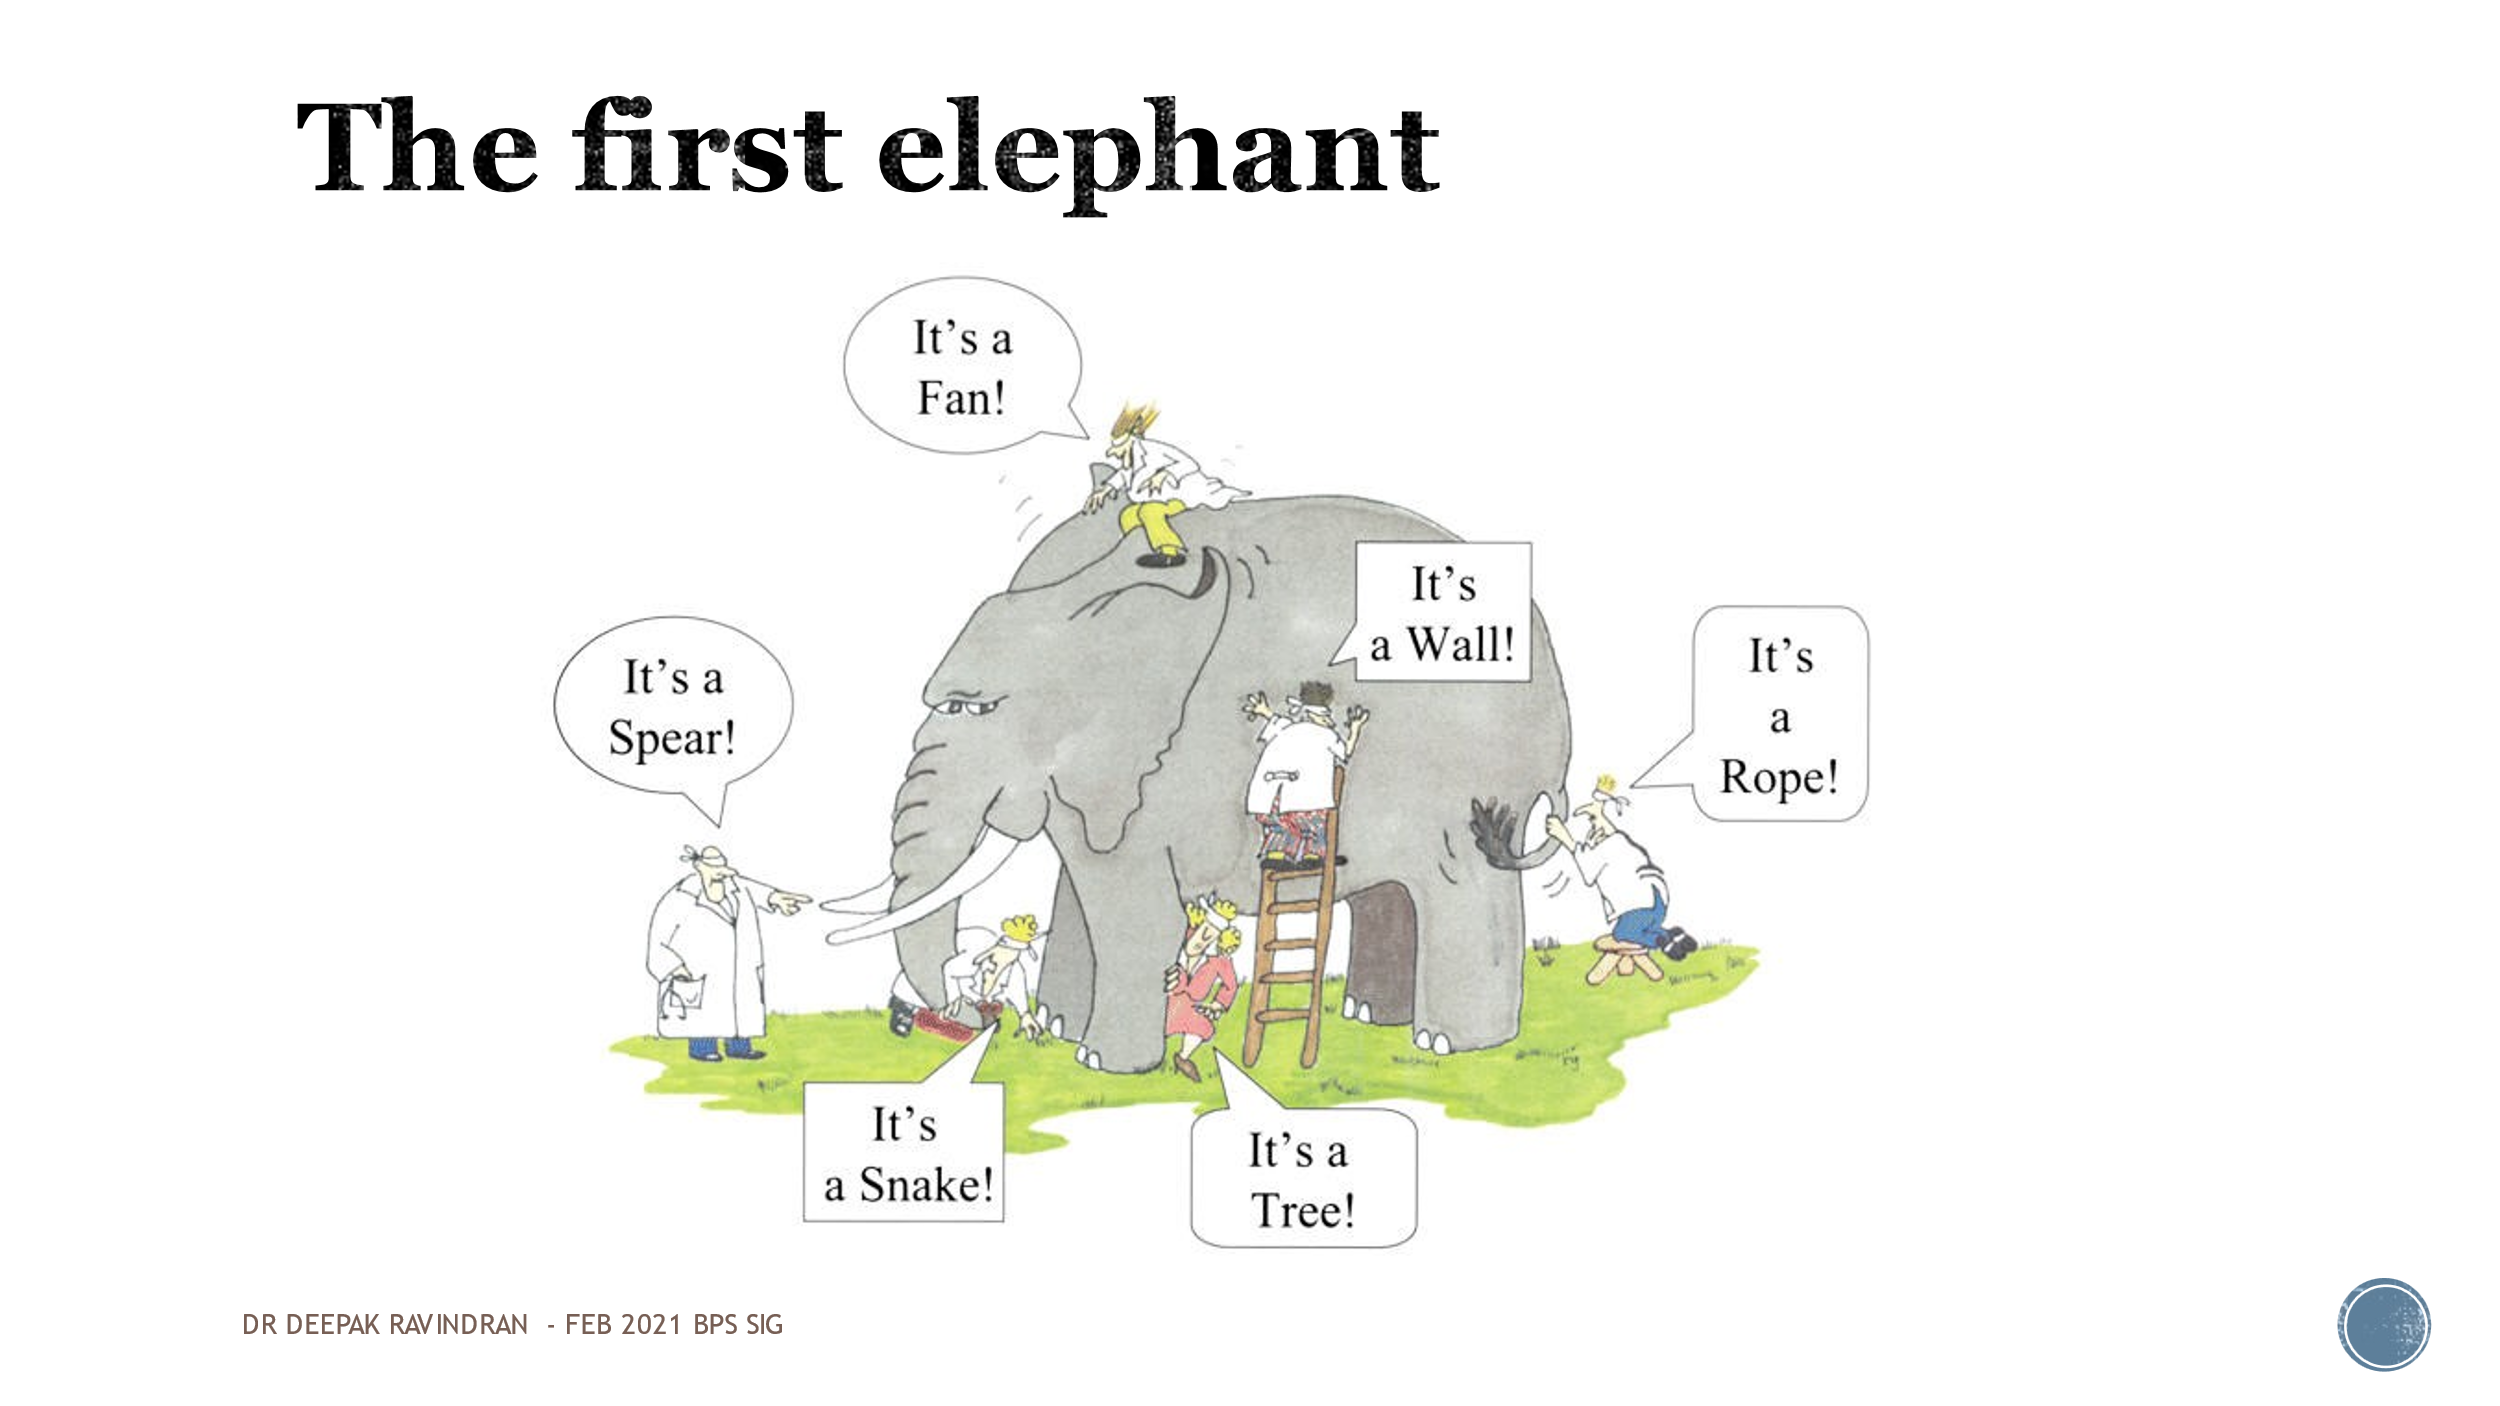 The first elephant
It's a
Fan!
It's
a Wall!
It's a
Spear!
It's
a
Rope!
It's
a Snake!
It's a
Tree!
DR DEEPAK RAVINDRAN - FEB 2021 BPS SIG